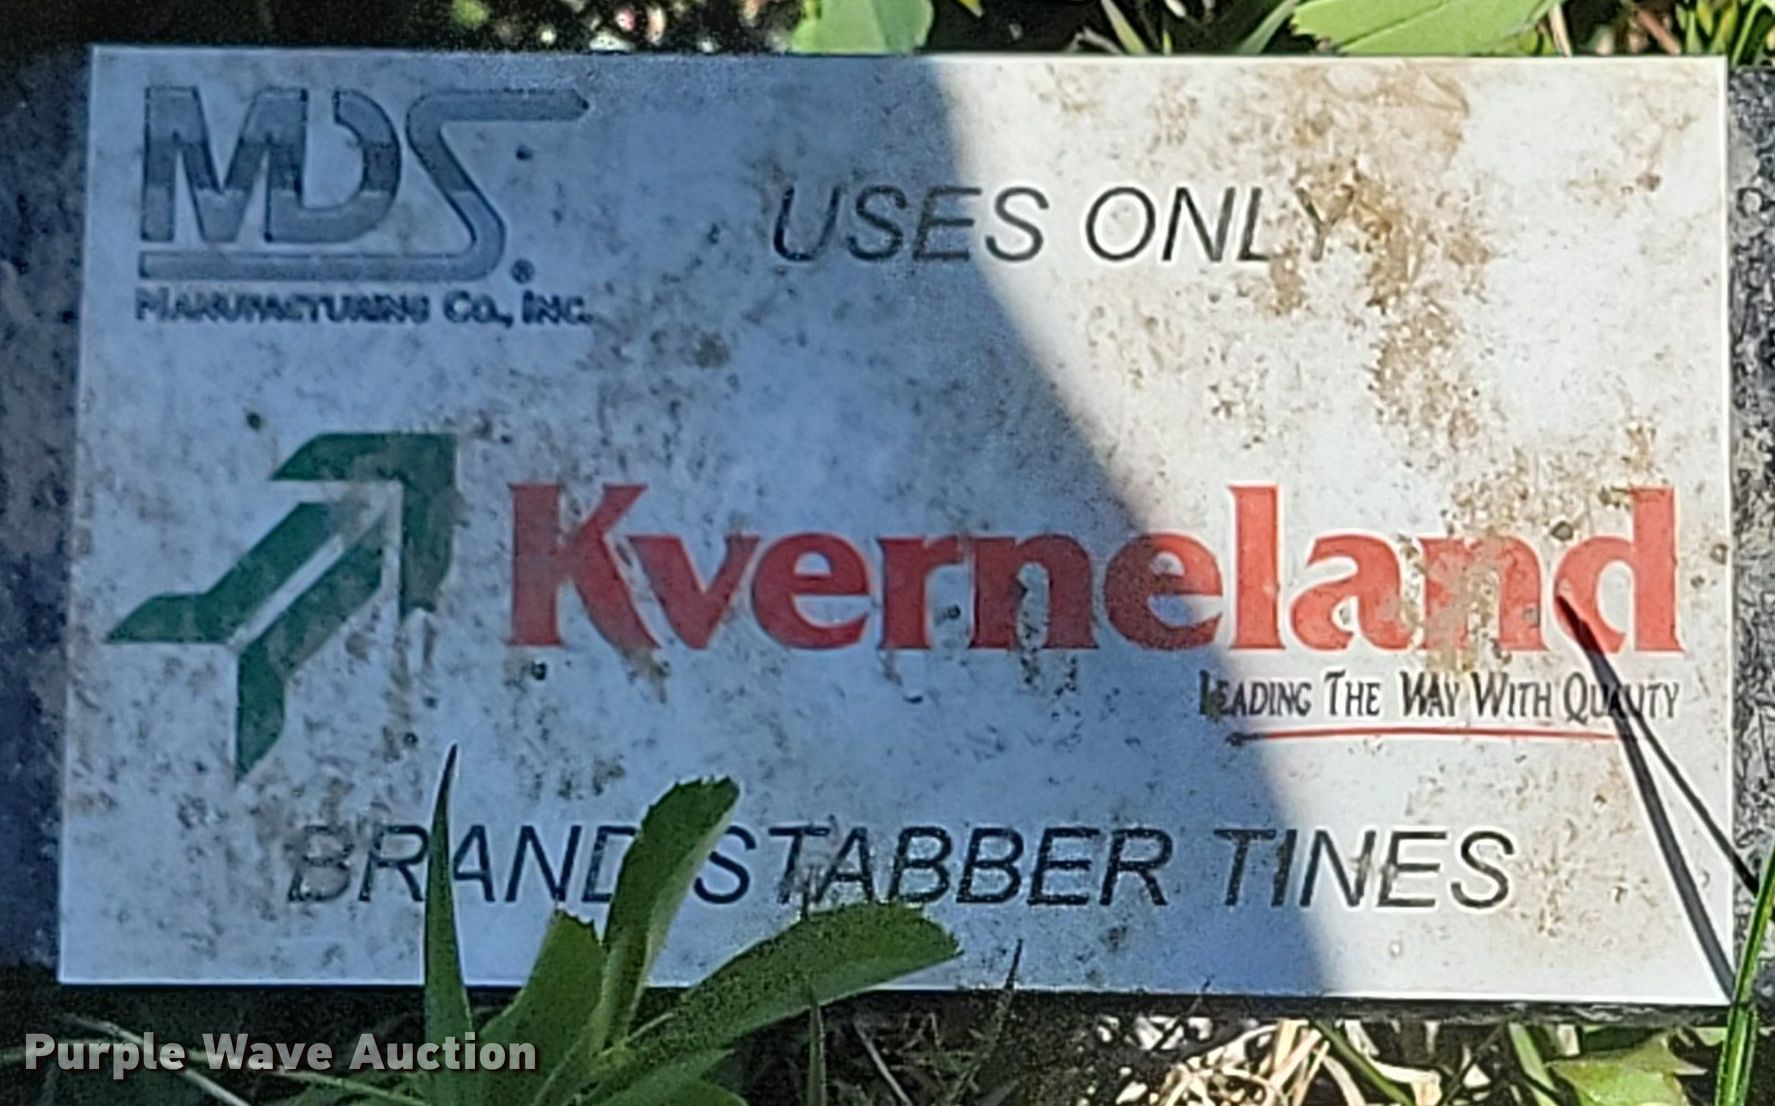 MDS®
MANUFACTURING CO., INC.
USES ONLY
Kverneland
LEADING THE WAY WITH QUALITY
BRAND STABBER TINES
Purple Wave Auction